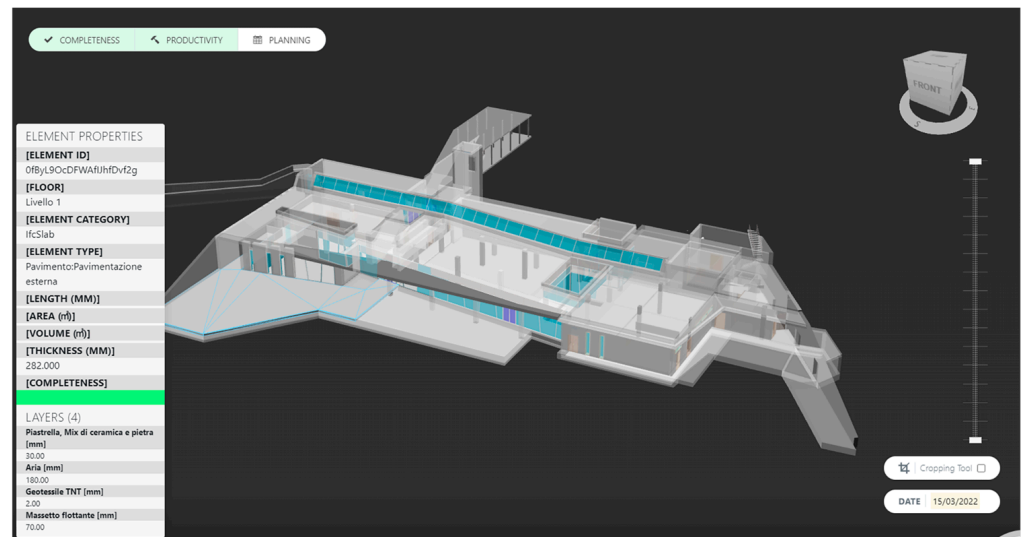 COMPLETENESS PRODUCTIVITY PLANNING
FRONT
S
ELEMENT PROPERTIES
[ELEMENT ID]
0fByL9OcDFWAfIJhfDvf2g
[FLOOR]
Livello 1
[ELEMENT CATEGORY]
IfcSlab
[ELEMENT TYPE]
Pavimento:Pavimentazione
esterna
[LENGTH (MM)]
[AREA (㎡)]
[VOLUME (㎥)]
[THICKNESS (MM)]
282.000
[COMPLETENESS]
LAYERS (4)
Piastrella, Mix di ceramica e pietra
[mm]
30.00
Aria [mm]
180.00
Geotessile TNT [mm]
2.00
Massetto flottante [mm]
70.00
Cropping Tool
DATE 15/03/2022